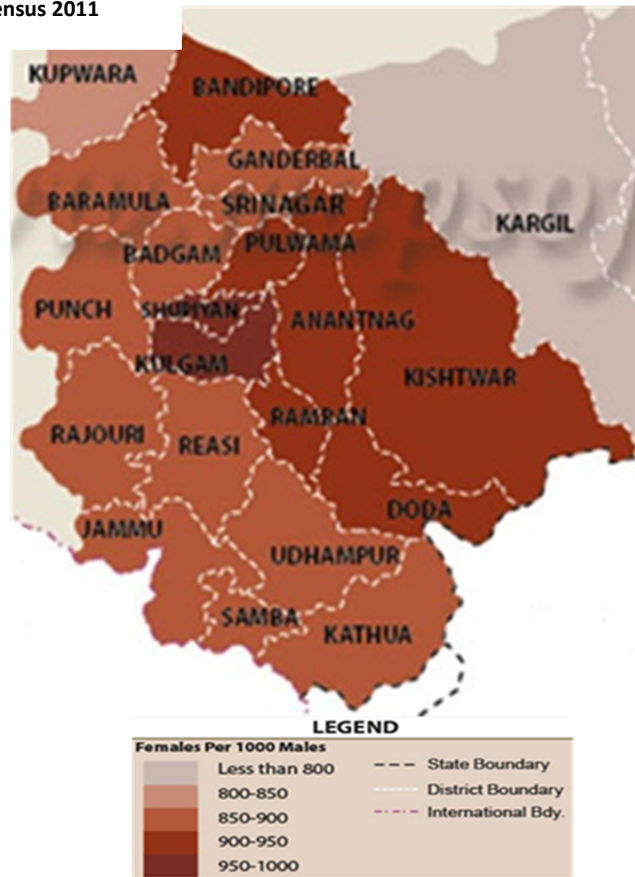 ensus 2011
KUPWARA
BANDIPORE
GANDERBAL
BARAMULA
SRINAGAR
KARGIL
BADGAM
PULWAMA
PUNCH
SHUPIYAN
ANANTNAG
KULGAM
KISHTWAR
RAMBAN
RAJOURI
REASI
DODA
JAMMU
UDHAMPUR
SAMBA
KATHUA
LEGEND
Females Per 1000 Males
Less than 800
800-850
850-900
900-950
950-1000
State Boundary
District Boundary
International Bdy.